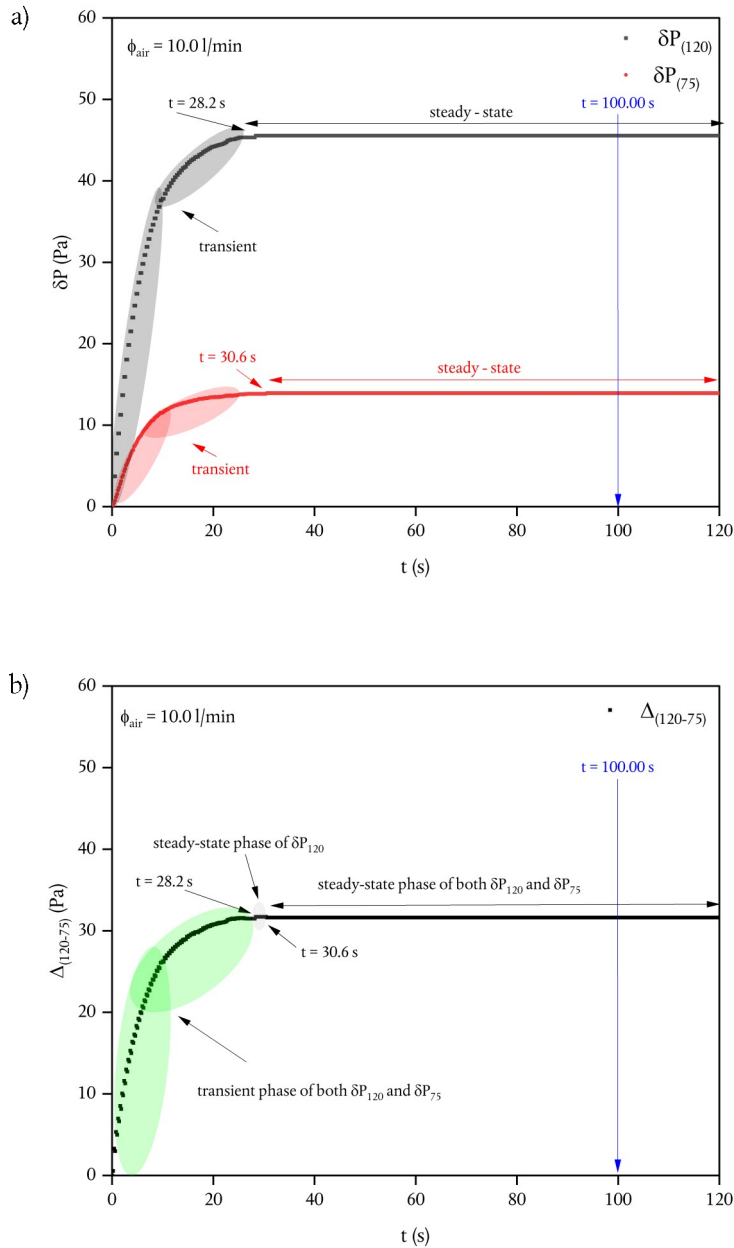 a)
60
50
40
30
20
10
0
δP (Pa)
ϕair = 10.0 l/min
δP(120)
δP(75)
t = 28.2 s
steady - state
t = 100.00 s
transient
t = 30.6 s
steady - state
transient
0 20 40 60 80 100 120
t (s)
b)
60
50
40
30
20
10
0
Δ(120-75) (Pa)
ϕair = 10.0 l/min
Δ(120-75)
t = 100.00 s
steady-state phase of δP120
t = 28.2 s
steady-state phase of both δP120 and δP75
t = 30.6 s
transient phase of both δP120 and δP75
0 20 40 60 80 100 120
t (s)